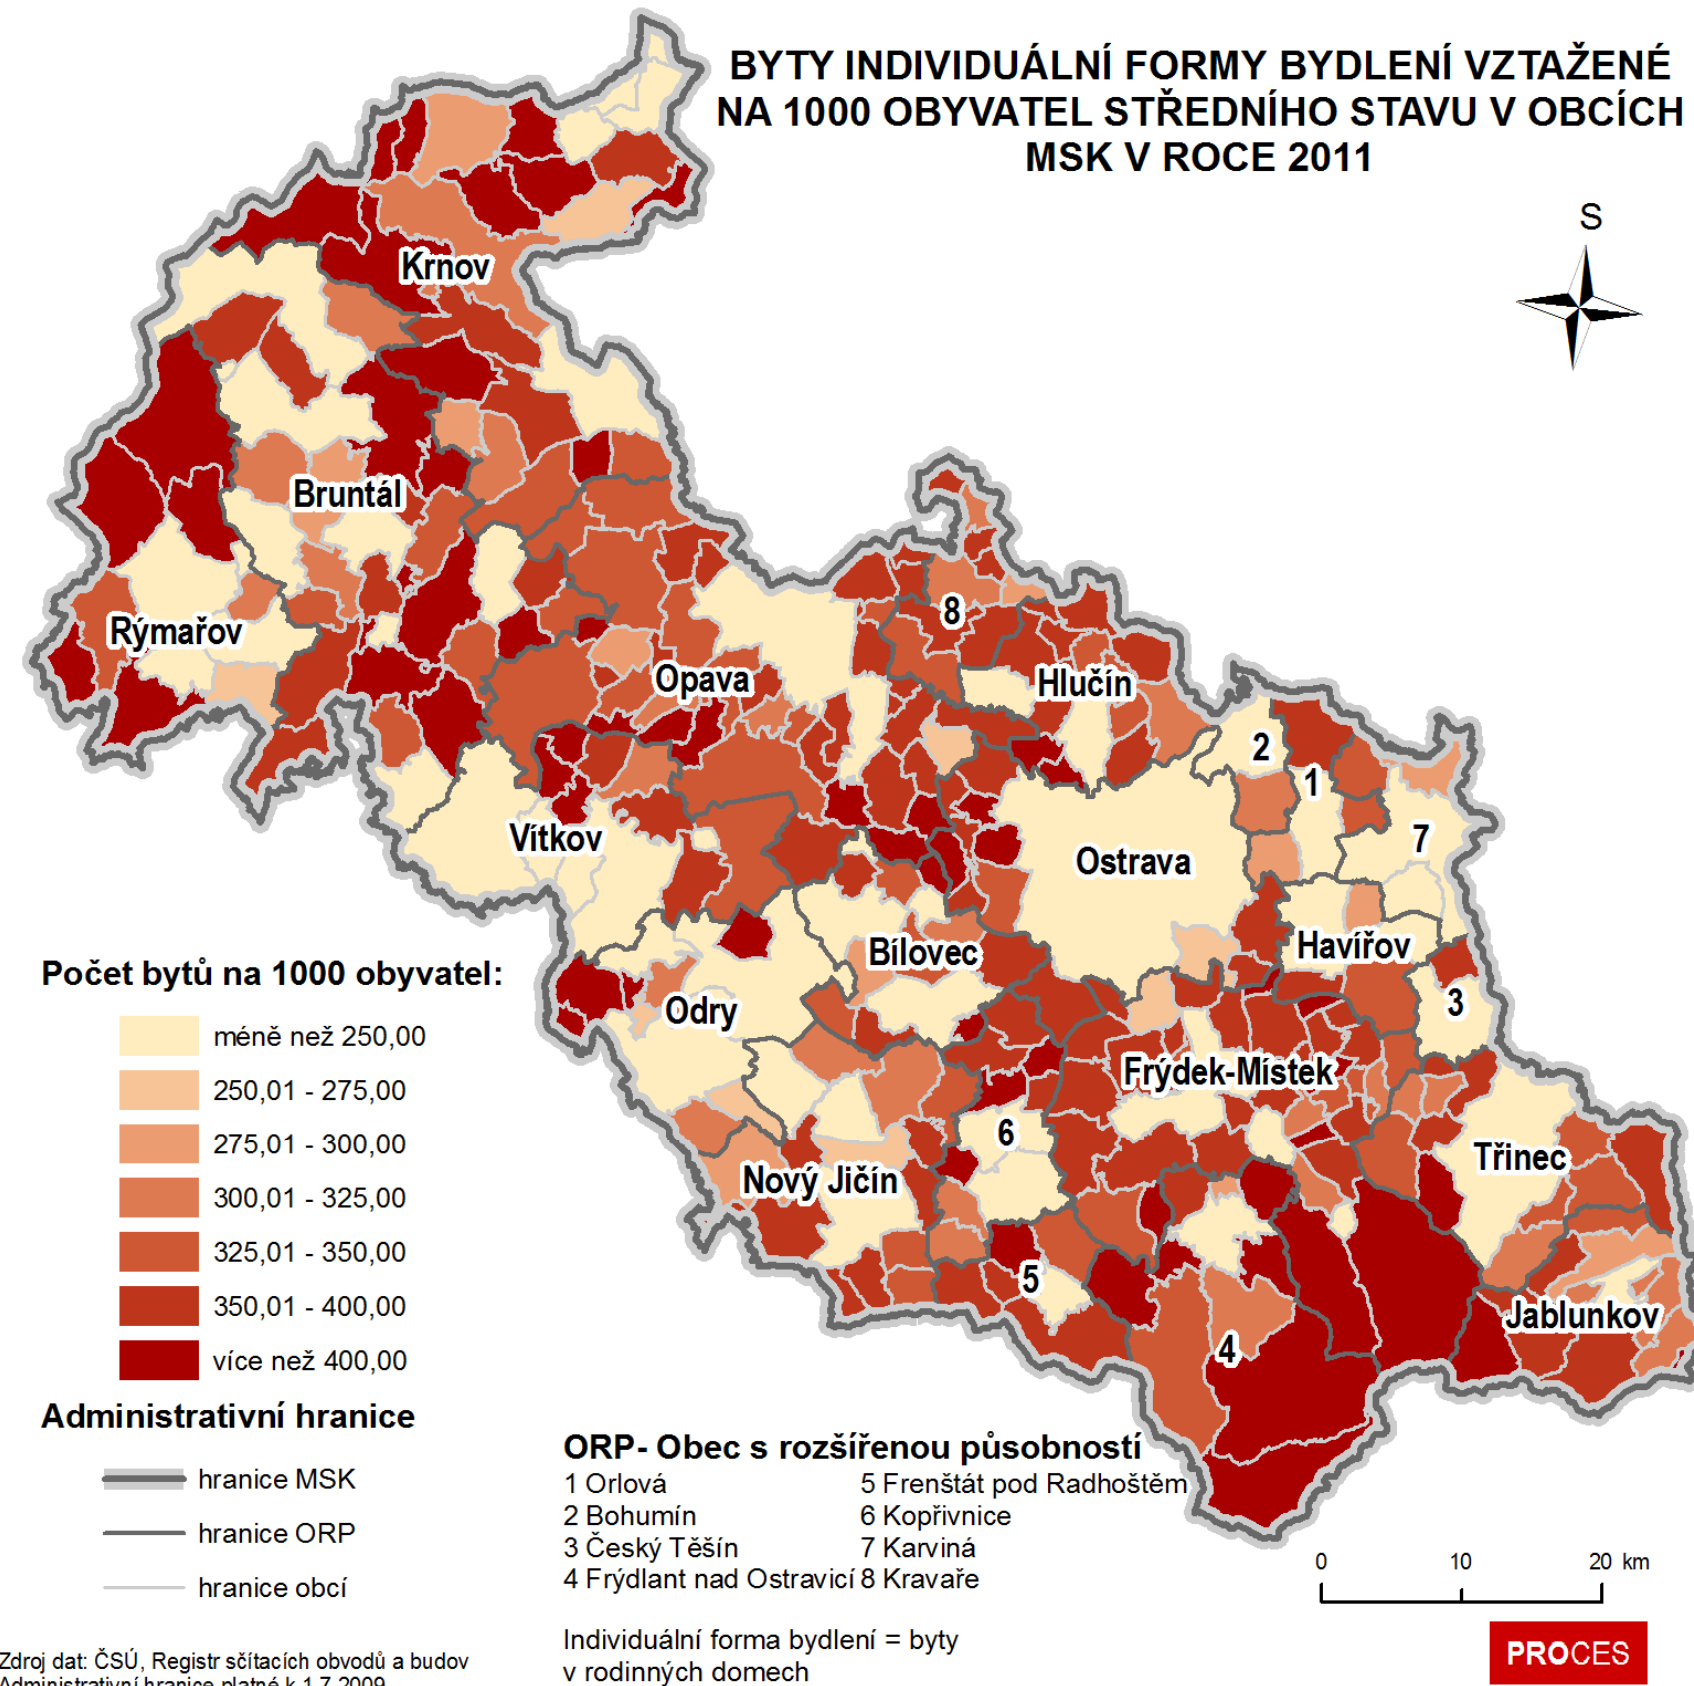 BYTY INDIVIDUÁLNÍ FORMY BYDLENÍ VZTAŽENÉ
NA 1000 OBYVATEL STŘEDNÍHO STAVU V OBCÍCH
MSK V ROCE 2011
S
Krnov
Bruntál
Rýmařov
8
Opava
Hlučín
2
1
7
Vítkov
Ostrava
Havířov
Bílovec
3
Odry
Frýdek-Místek
6
Třinec
Nový Jičín
5
Jablunkov
4
Počet bytů na 1000 obyvatel:
méně než 250,00
250,01 - 275,00
275,01 - 300,00
300,01 - 325,00
325,01 - 350,00
350,01 - 400,00
více než 400,00
Administrativní hranice
hranice MSK
hranice ORP
hranice obcí
ORP- Obec s rozšířenou působností
1 Orlová
2 Bohumín
3 Český Těšín
4 Frýdlant nad Ostravicí
5 Frenštát pod Radhoštěm
6 Kopřivnice
7 Karviná
8 Kravaře
Individuální forma bydlení = byty
v rodinných domech
0 10 20 km
PROCES
Zdroj dat: ČSÚ, Registr sčítacích obvodů a budov
Administrativní hranice platné k 1.7.2009